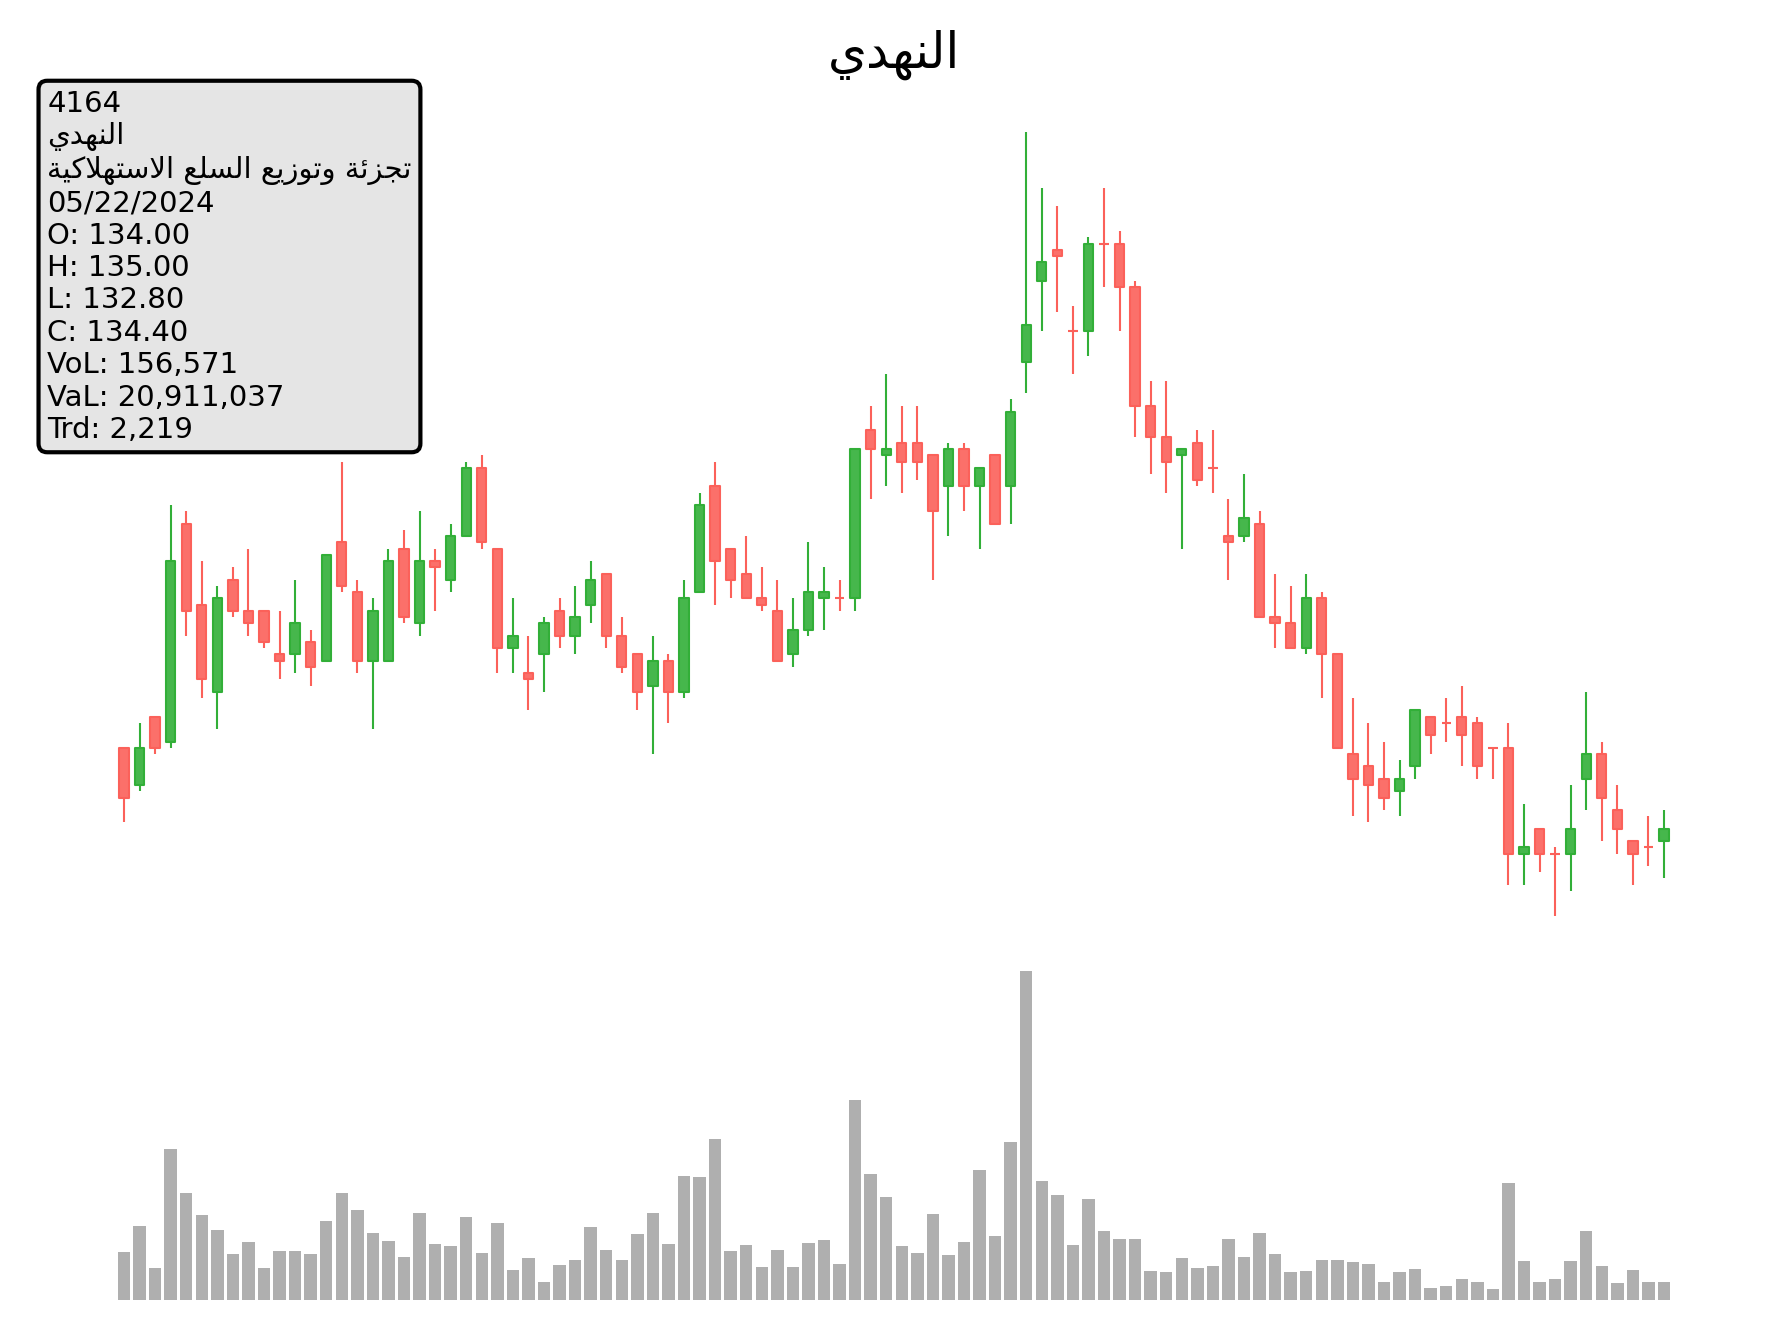 النهدي
4164
النهدي
تجزئة وتوزيع السلع الاستهلاكية
05/22/2024
O: 134.00
H: 135.00
L: 132.80
C: 134.40
VoL: 156,571
VaL: 20,911,037
Trd: 2,219